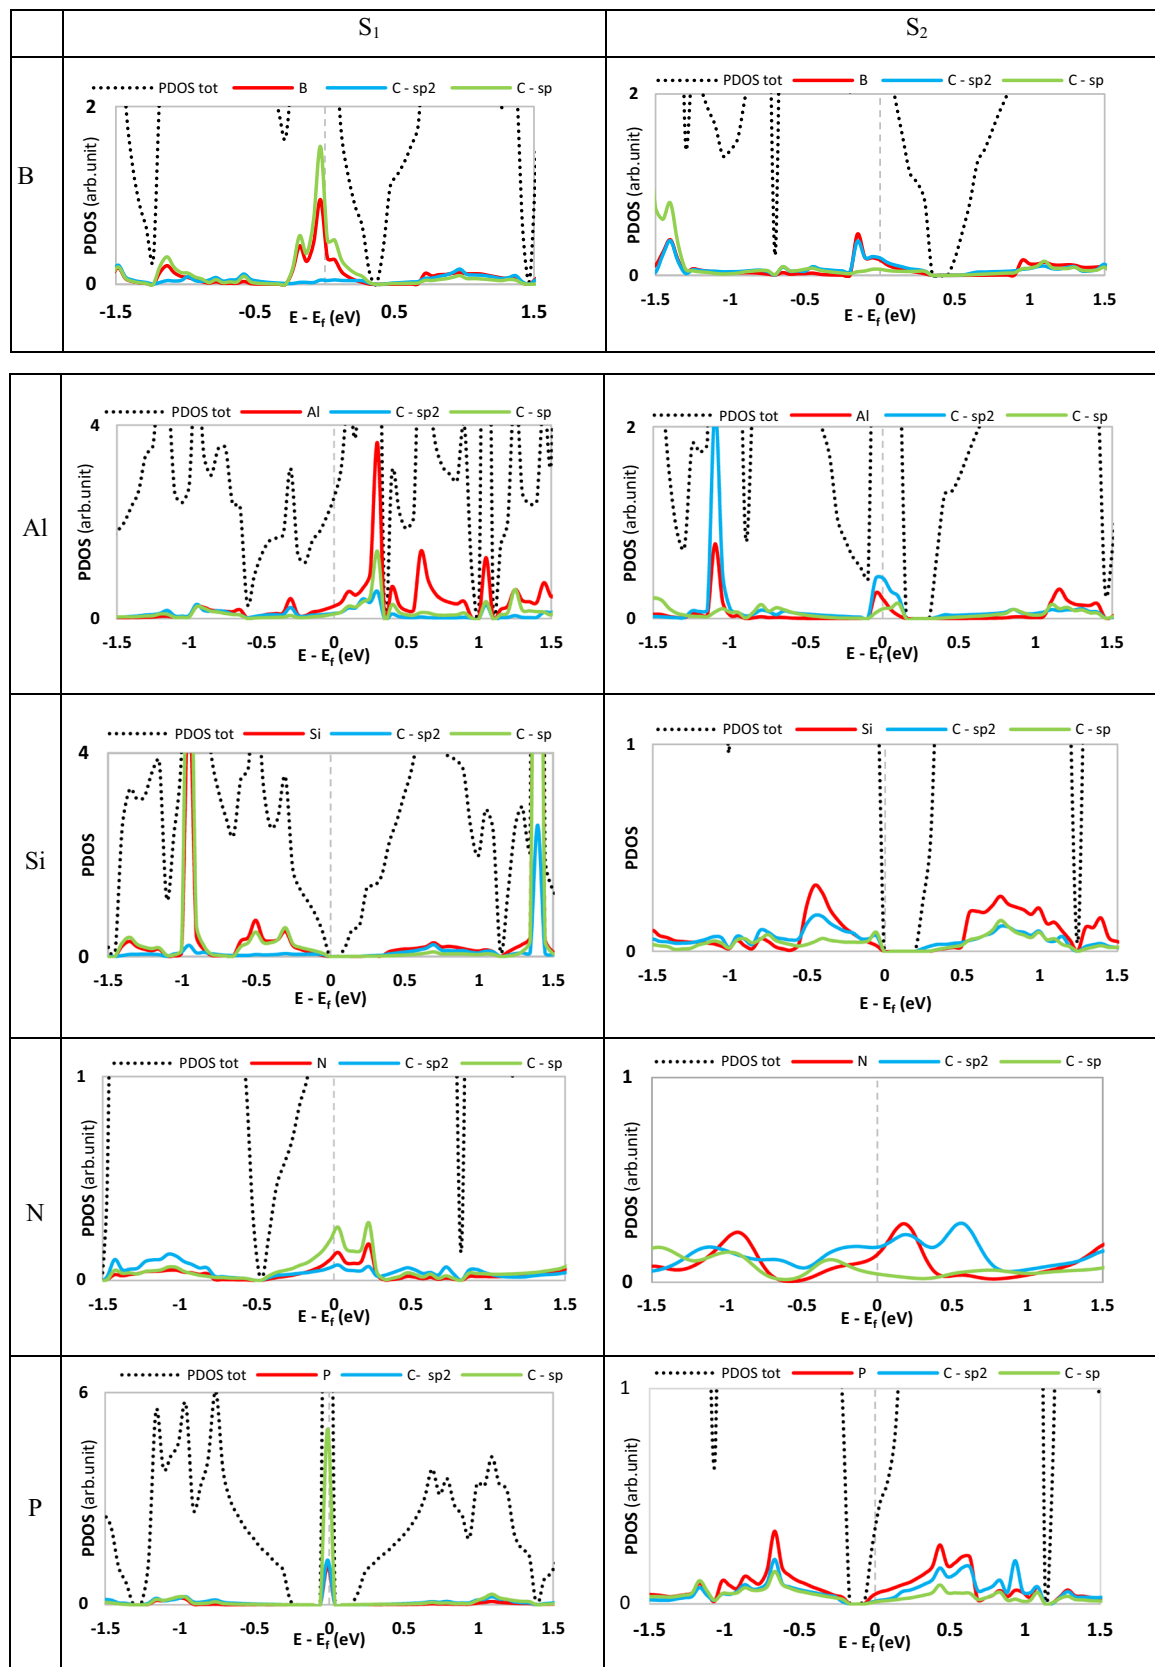 S1 S2
B
PDOS tot B C - sp2 C - sp
2
0
PDOS (arb.unit)
-1.5 -0.5 0.5 1.5
E - Ef (eV)
PDOS tot B C - sp2 C - sp
2
0
PDOS (arb.unit)
-1.5 -1 -0.5 0 0.5 1 1.5
E - Ef (eV)
Al
PDOS tot Al C - sp2 C - sp
4
0
PDOS (arb.unit)
-1.5 -1 -0.5 0 0.5 1 1.5
E - Ef (eV)
PDOS tot Al C - sp2 C - sp
2
0
PDOS (arb.unit)
-1.5 -1 -0.5 0 0.5 1 1.5
E - Ef (eV)
Si
PDOS tot Si C - sp2 C - sp
4
0
PDOS
-1.5 -1 -0.5 0 0.5 1 1.5
E - Ef (eV)
PDOS tot Si C - sp2 C - sp
1
0
PDOS
-1.5 -1 -0.5 0 0.5 1 1.5
E - Ef (eV)
N
PDOS tot N C - sp2 C - sp
1
0
PDOS (arb.unit)
-1.5 -1 -0.5 0 0.5 1 1.5
E - Ef (eV)
PDOS tot N C - sp2 C - sp
1
0
PDOS (arb.unit)
-1.5 -1 -0.5 0 0.5 1 1.5
E - Ef (eV)
P
PDOS tot P C- sp2 C - sp
6
0
PDOS (arb.unit)
-1.5 -1 -0.5 0 0.5 1 1.5
E - Ef (eV)
PDOS tot P C - sp2 C - sp
1
0
PDOS (arb.unit)
-1.5 -1 -0.5 0 0.5 1 1.5
E - Ef (eV)